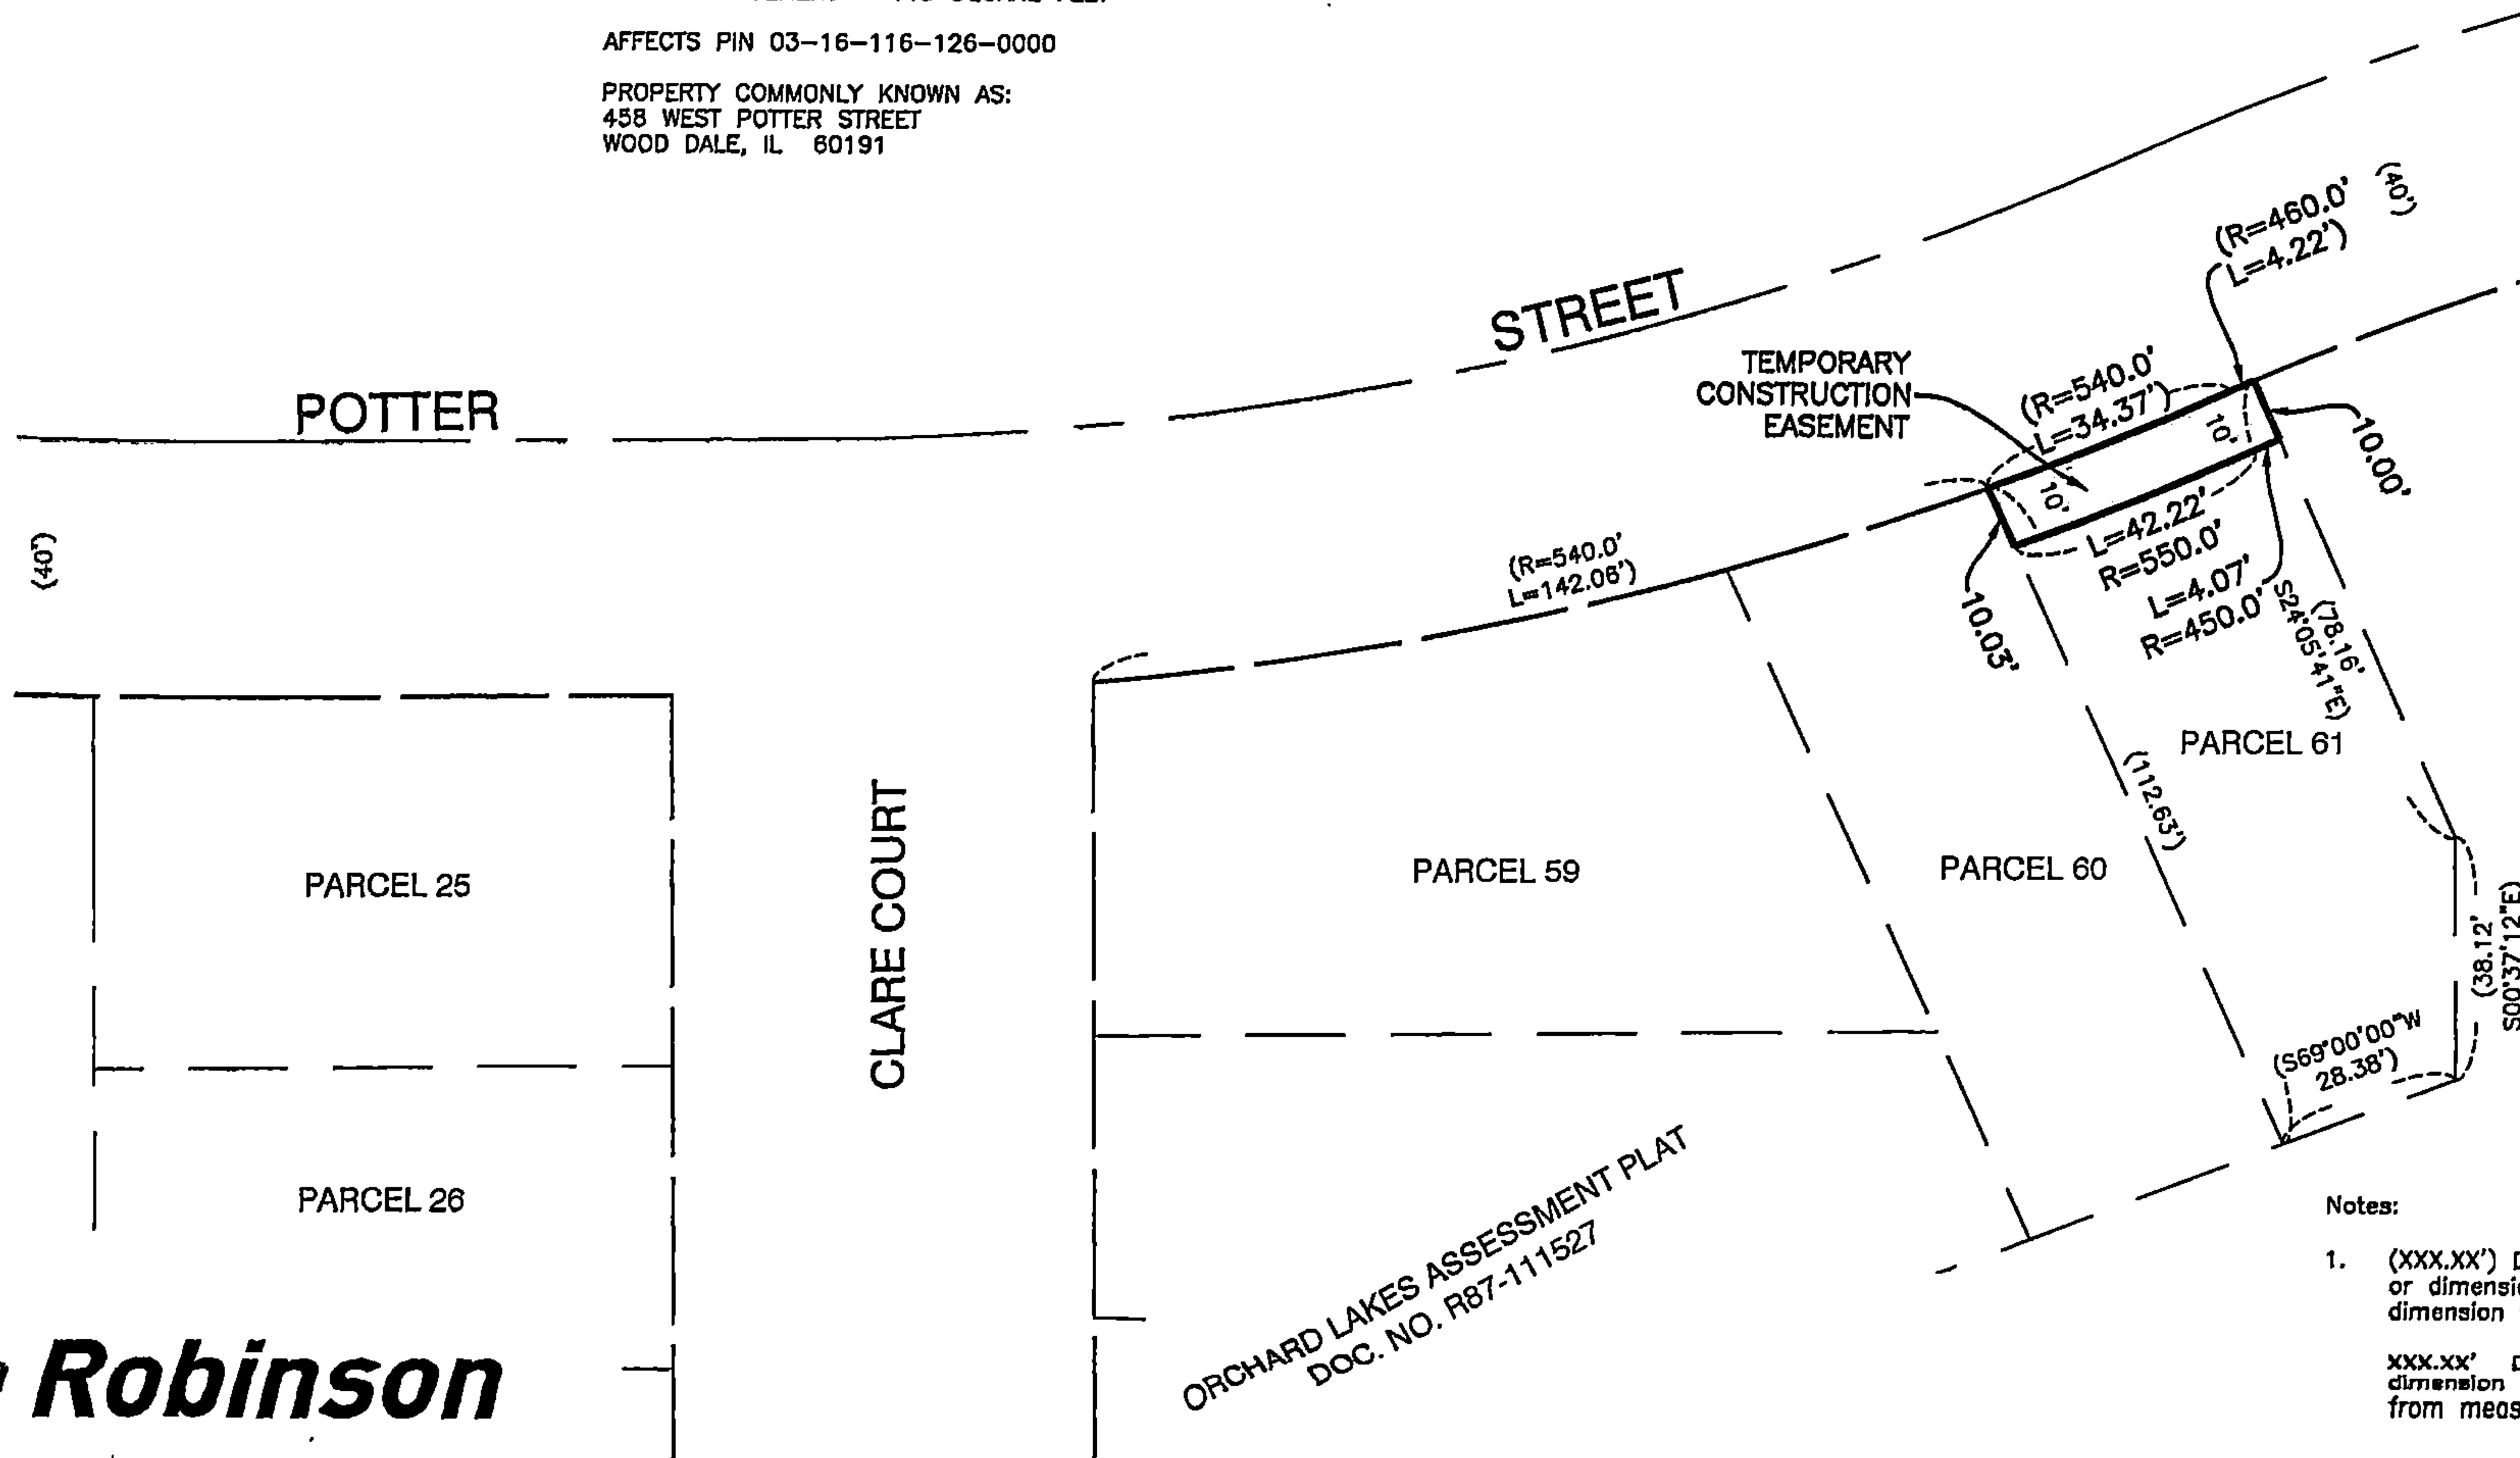 AFFECTS PIN 03-16-116-126-0000
PROPERTY COMMONLY KNOWN AS:
458 WEST POTTER STREET
WOOD DALE, IL 60191
POTTER
STREET
(40')
(40')
(R=460.0'
L=4.22')
TEMPORARY
CONSTRUCTION
EASEMENT
(R=540.0'
L=34.37')
10'
10'
10.00'
10.03'
L=42.22'
R=550.0'
L=4.07'
R=450.0'
(78.16'
S24°05'41"E)
(R=540.0'
L=142.06')
PARCEL 61
(112.63')
PARCEL 25
CLARE COURT
PARCEL 59
PARCEL 60
(38.12'
S00°37'12"E)
(S69°00'00"W
28.38')
PARCEL 26
ORCHARD LAKES ASSESSMENT PLAT
DOC. NO. R87-111527
Robinson
Notes:
1. (XXX.XX')
or
dimension
XXX.XX'
dimension
from